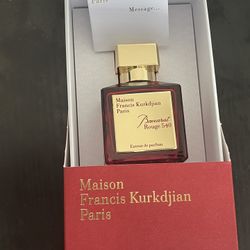 Paris
Message...
Maison
Francis Kurkdjian
Paris
Baccarat
Rouge 540
Extrait de parfum
Maison
Francis Kurkdjian
Paris